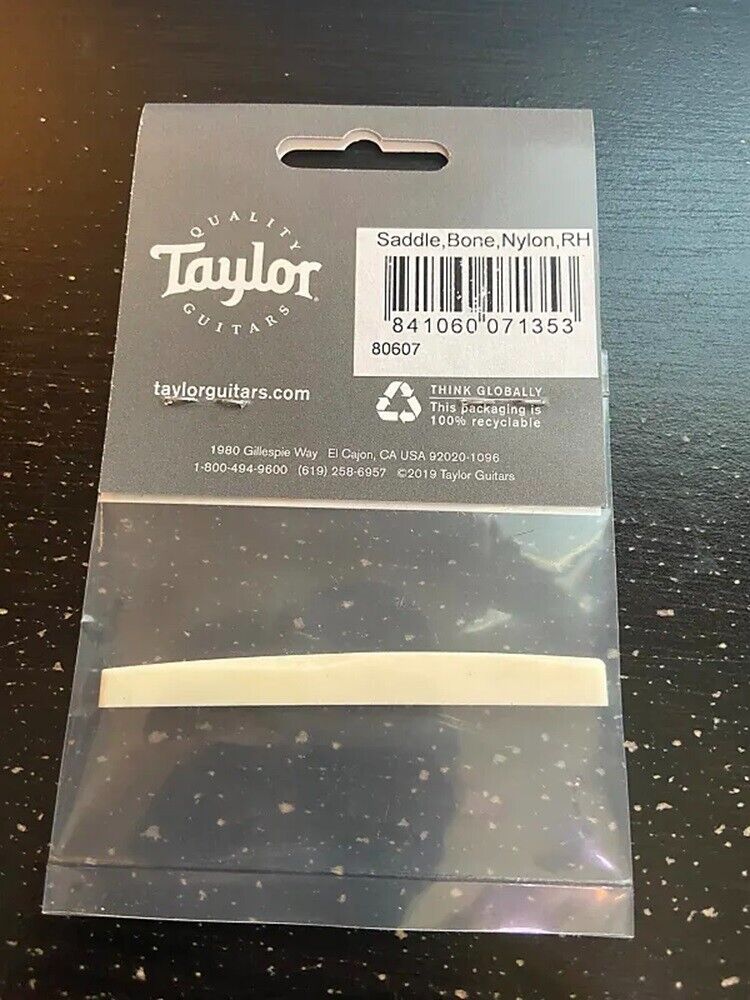 QUALITY
Taylor
GUITARS
Saddle,Bone,Nylon,RH
841060 071353
80607
taylorguitars.com
THINK GLOBALLY
This packaging is
100% recyclable
1980 Gillespie Way El Cajon, CA USA 92020-1096
1-800-494-9600 (619) 258-6957 ©2019 Taylor Guitars